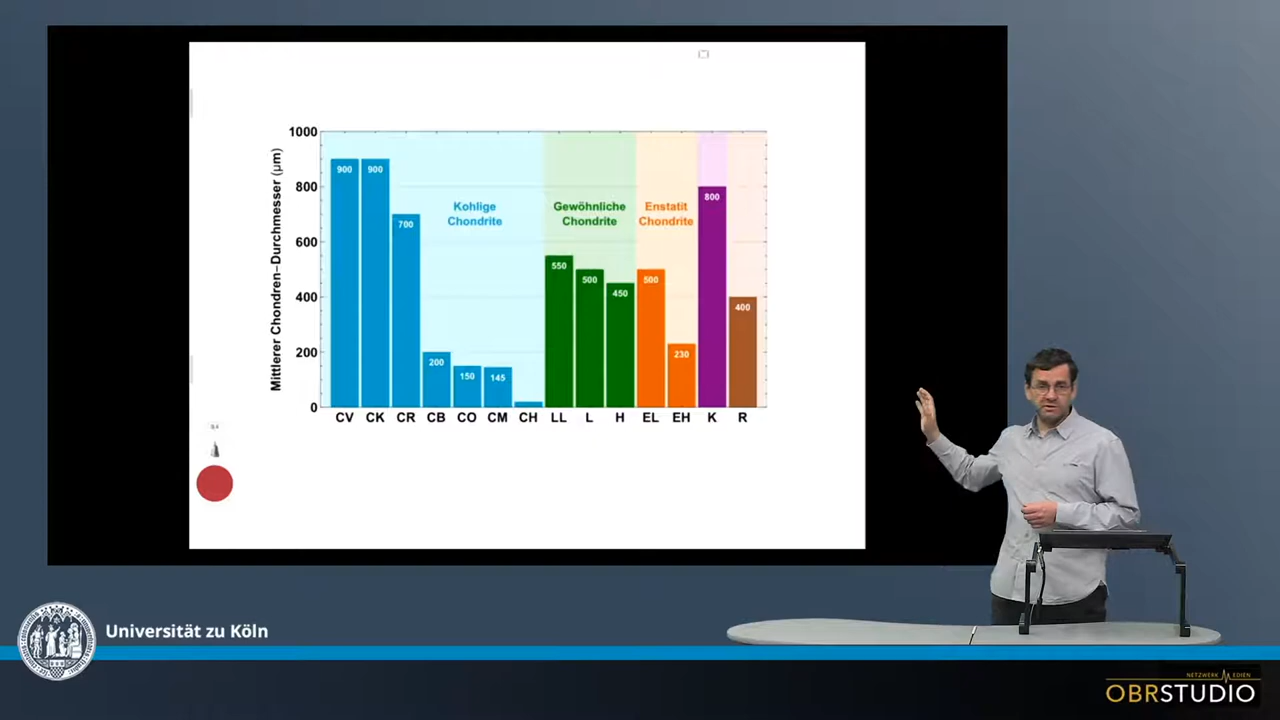 1000
800
600
400
200
0
Mittlerer Chondren-Durchmesser (μm)
900
900
700
200
150
145
550
500
450
500
230
800
400
Kohlige
Chondrite
Gewöhnliche
Chondrite
Enstatit
Chondrite
CV CK CR CB CO CM CH LL L H EL EH K R
Universität zu Köln
NETZWERK MEDIEN
OBRSTUDIO